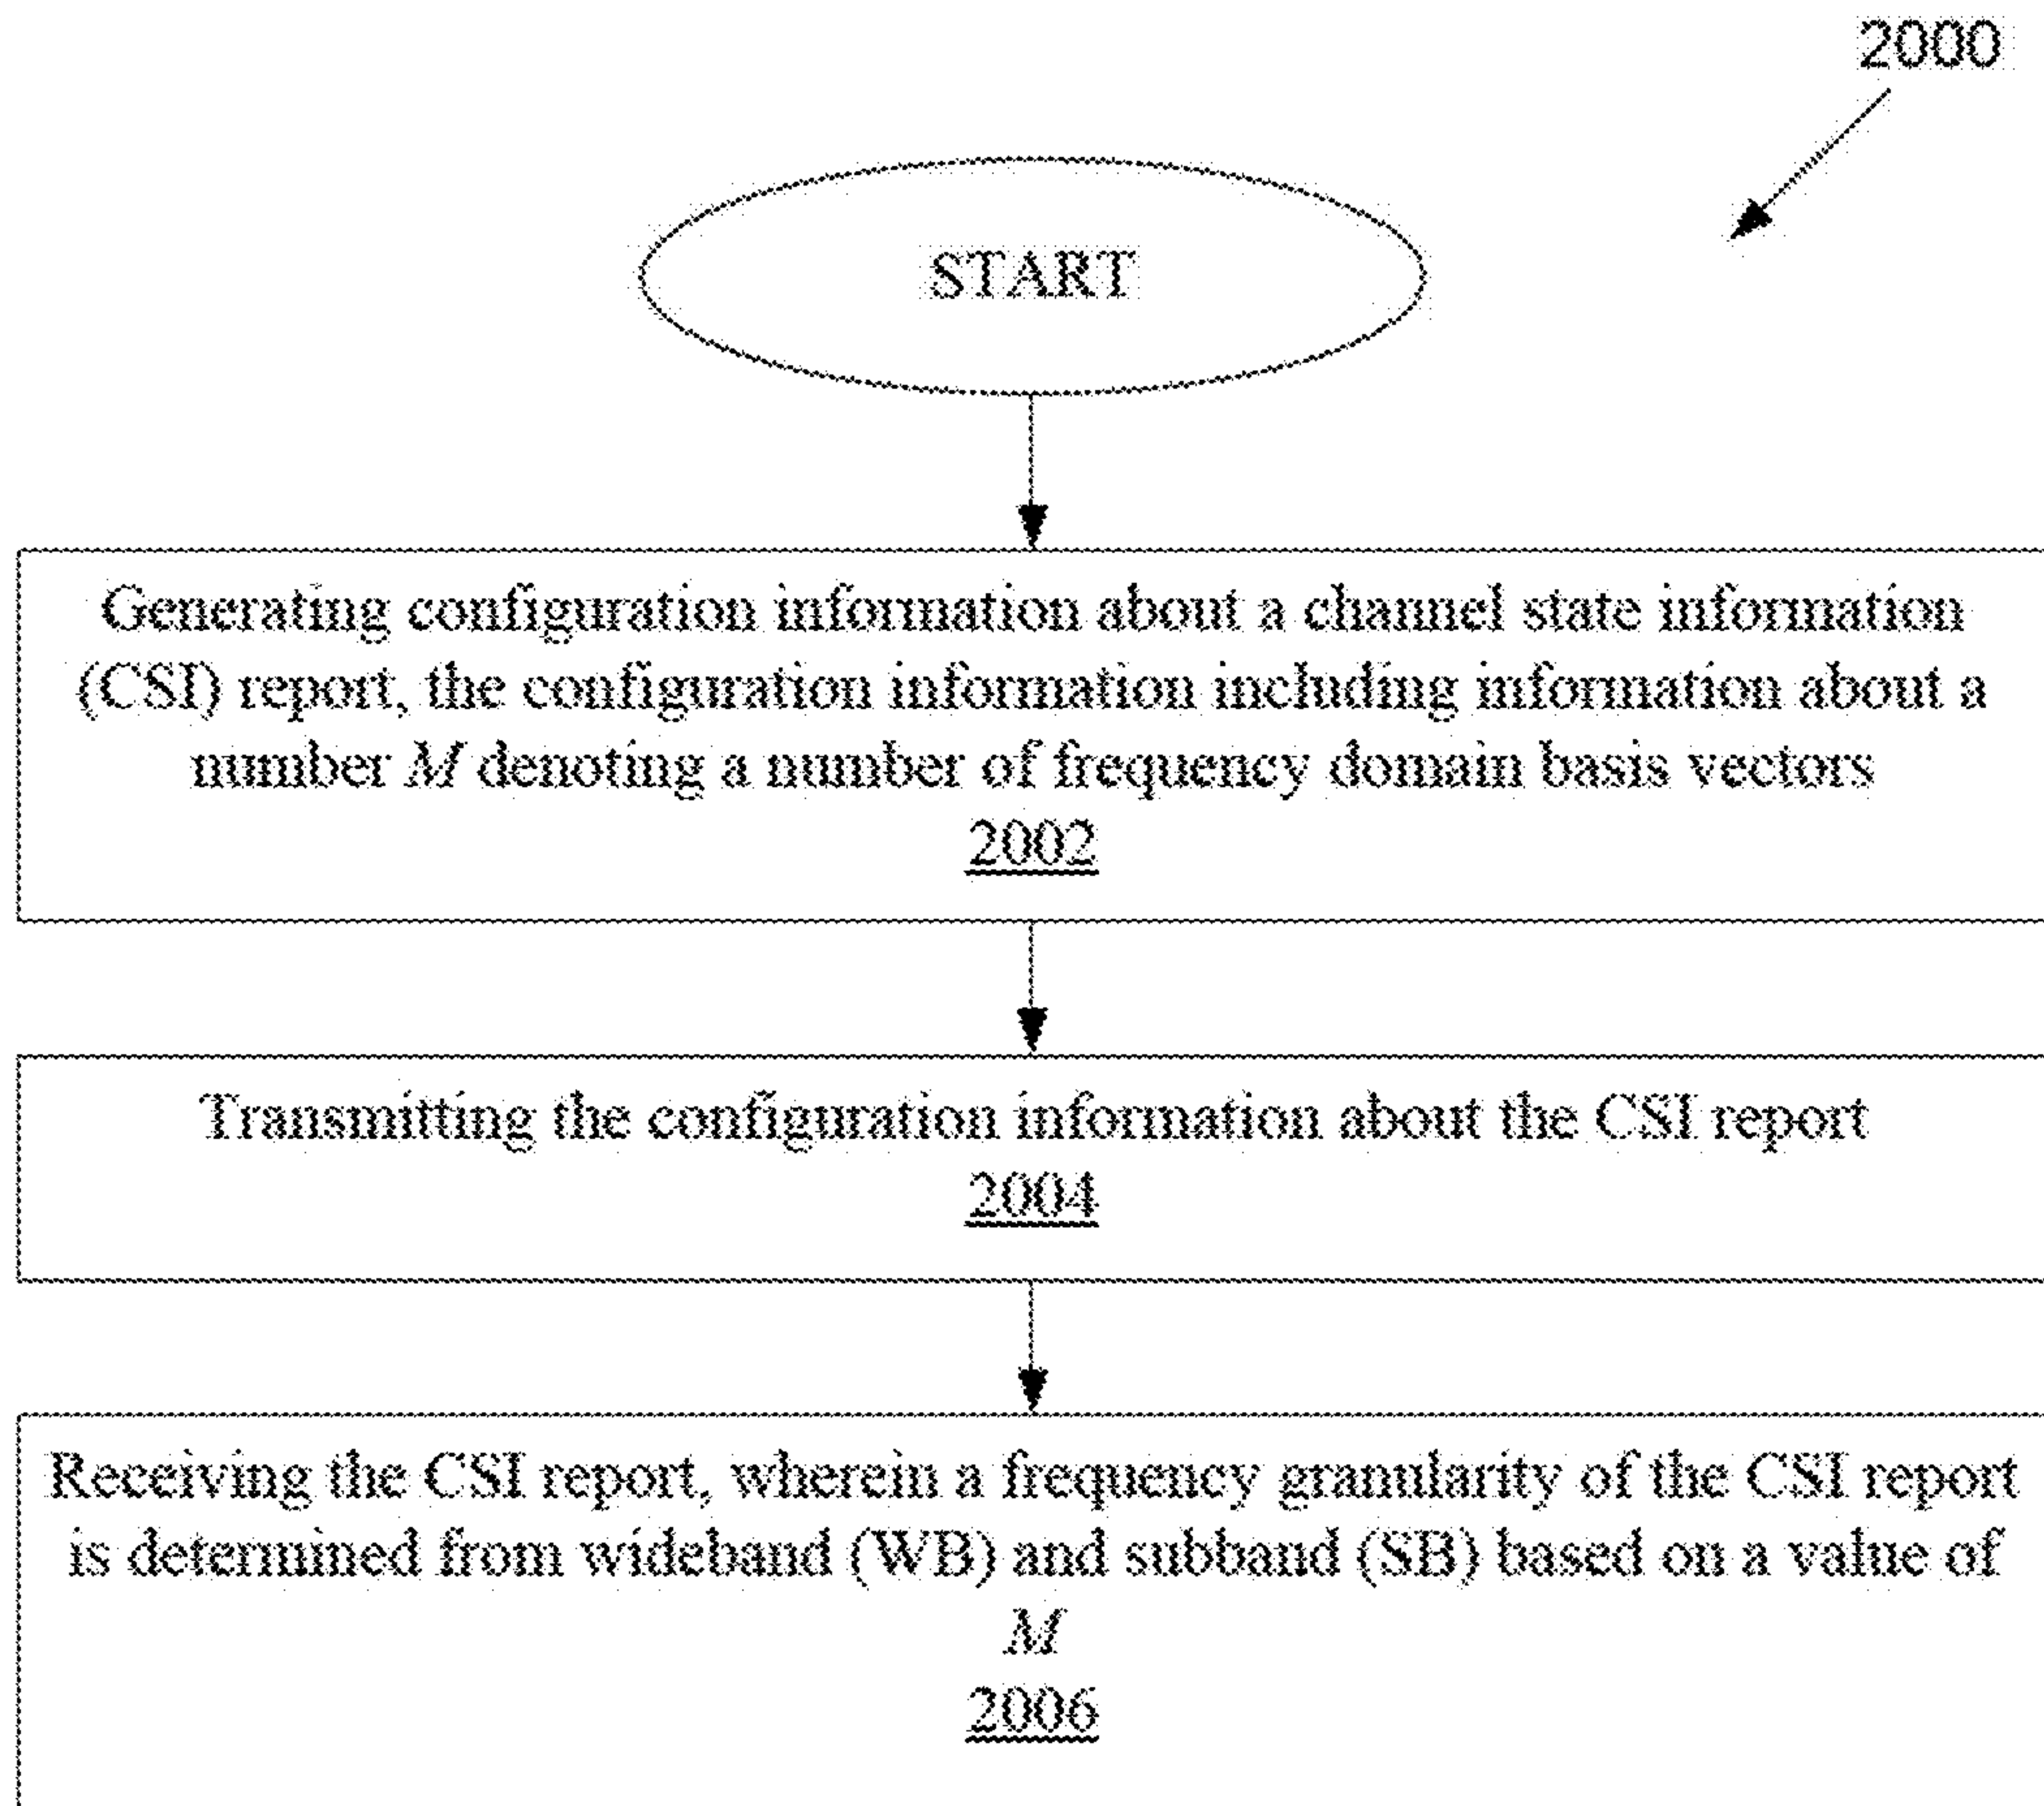 2000
START
Generating configuration information about a channel state information
(CSI) report, the configuration information including information about a
number M denoting a number of frequency domain basis vectors
2002
Transmitting the configuration information about the CSI report
2004
Receiving the CSI report, wherein a frequency granularity of the CSI report
is determined from wideband (WB) and subband (SB) based on a value of
M
2006